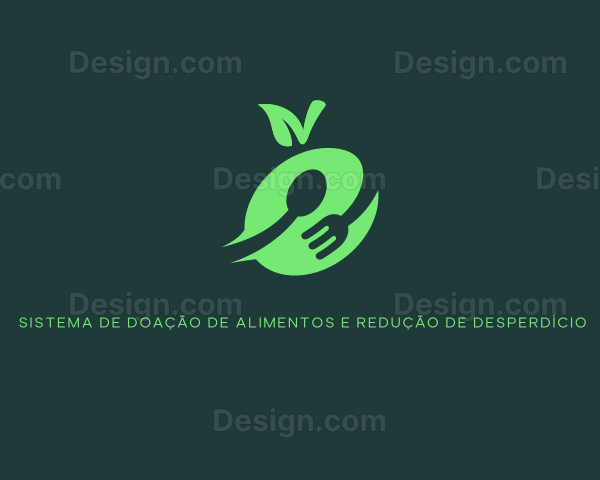 Design.com Design.com
com Design.com Desi
Design.com Design.com
SISTEMA DE DOAÇÃO DE ALIMENTOS E REDUÇÃO DE DESPERDÍCIO
Design.com